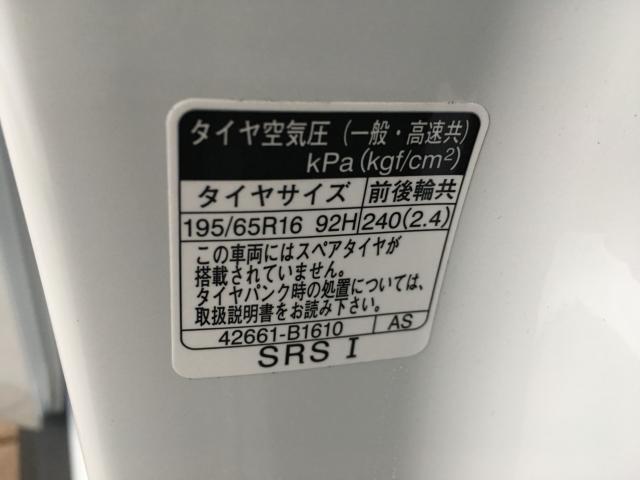 タイヤ空気圧(一般・高速共)
kPa(kgf/cm²)
タイヤサイズ 前後輪共
195/65R16 92H 240(2.4)
この車両にはスペアタイヤが
搭載されていません。
タイヤパンク時の処置については、
取扱説明書をお読み下さい。
42661-B1610 AS
SRS I